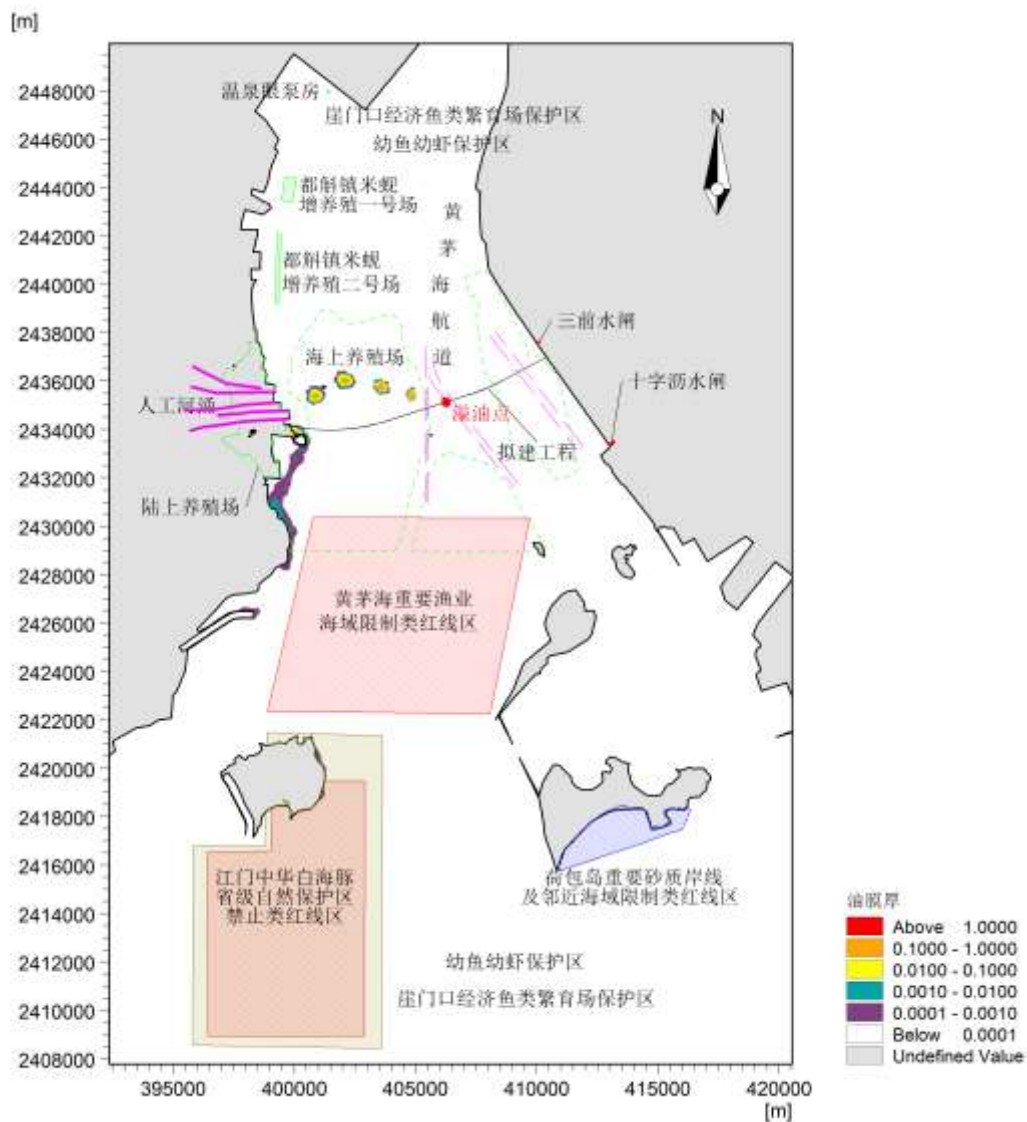 [m]
2448000
2446000
2444000
2442000
2440000
2438000
2436000
2434000
2432000
2430000
2428000
2426000
2424000
2422000
2420000
2418000
2416000
2414000
2412000
2410000
2408000
温泉眼泵房
崖门口经济鱼类繁育场保护区
幼鱼幼虾保护区
N
都斛镇米蚬
增养殖一号场
黄
茅
海
航
道
都斛镇米蚬
增养殖二号场
三前水闸
海上养殖场
十字沥水闸
人工河涌
溢油点
拟建工程
陆上养殖场
黄茅海重要渔业
海域限制类红线区
江门中华白海豚
省级自然保护区
禁止类红线区
荷包岛重要砂质岸线
及邻近海域限制类红线区
幼鱼幼虾保护区
崖门口经济鱼类繁育场保护区
395000
400000
405000
410000
415000
420000
[m]
油膜厚
Above 1.0000
0.1000 - 1.0000
0.0100 - 0.1000
0.0010 - 0.0100
0.0001 - 0.0010
Below 0.0001
Undefined Value